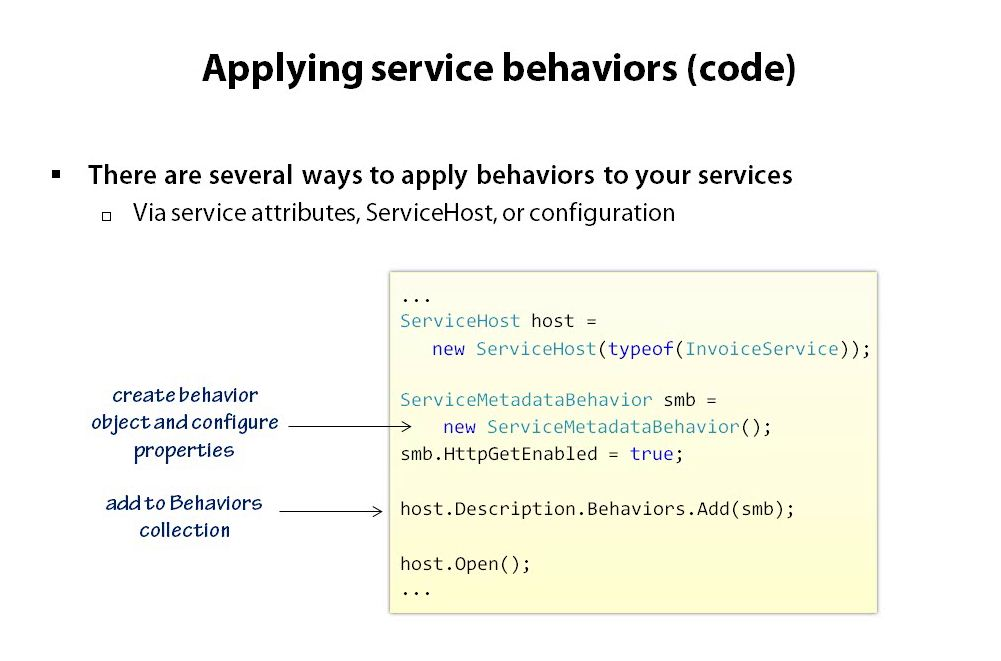 Applying service behaviors (code)
There are several ways to apply behaviors to your services
Via service attributes, ServiceHost, or configuration
...
ServiceHost host =
new ServiceHost(typeof(InvoiceService));
create behavior
object and configure
properties
ServiceMetadataBehavior smb =
new ServiceMetadataBehavior();
smb.HttpGetEnabled = true;
add to Behaviors
collection
host.Description.Behaviors.Add(smb);
host.Open();
...